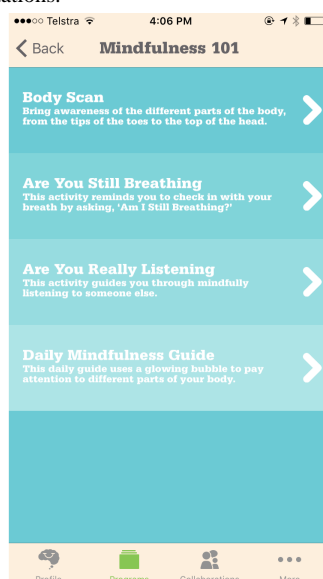 Telstra 4:06 PM
Back Mindfulness 101
Body Scan
Bring awareness of the different parts of the body,
from the tips of the toes to the top of the head.
Are You Still Breathing
This activity reminds you to check in with your
breath by asking, 'Am I Still Breathing?'
Are You Really Listening
This activity guides you through mindfully
listening to someone else.
Daily Mindfulness Guide
This daily guide uses a glowing bubble to pay
attention to different parts of your body.
Profile Programs Collaborations More